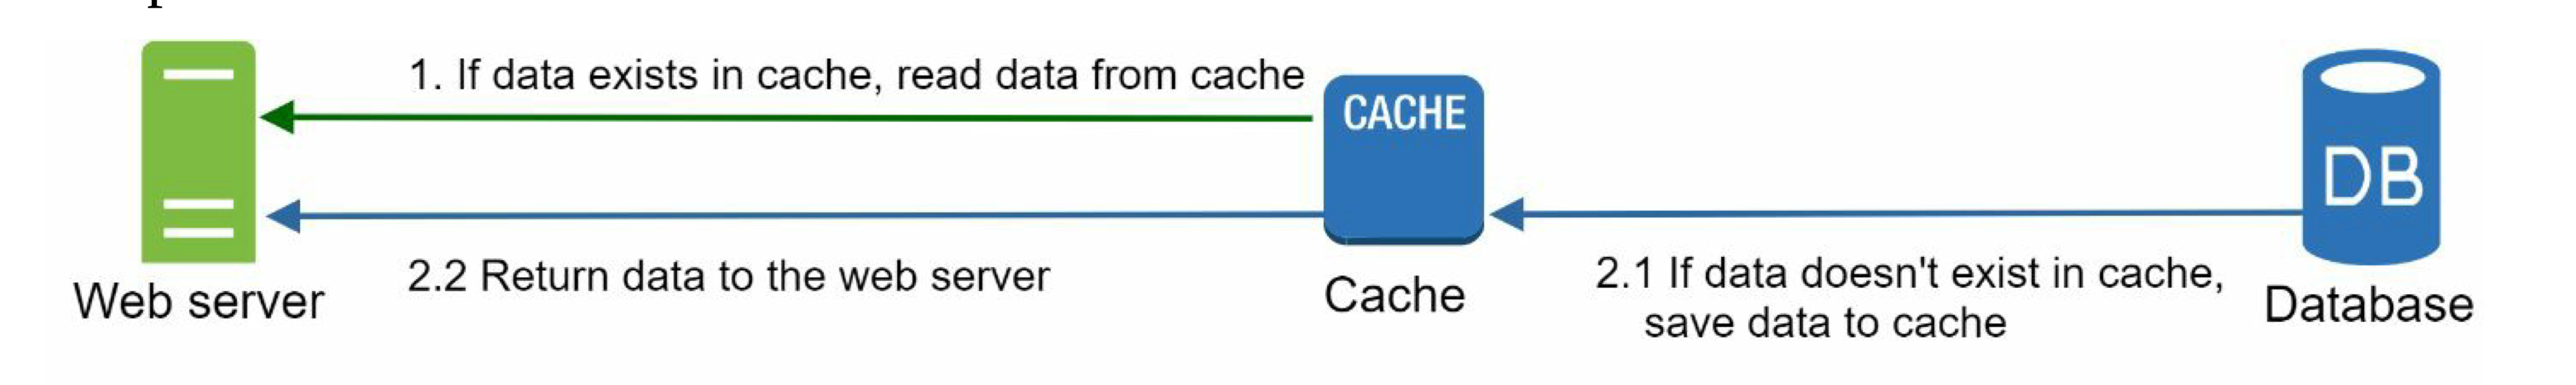 1. If data exists in cache, read data from cache
CACHE
DB
2.2 Return data to the web server
2.1 If data doesn't exist in cache,
save data to cache
Web server
Cache
Database